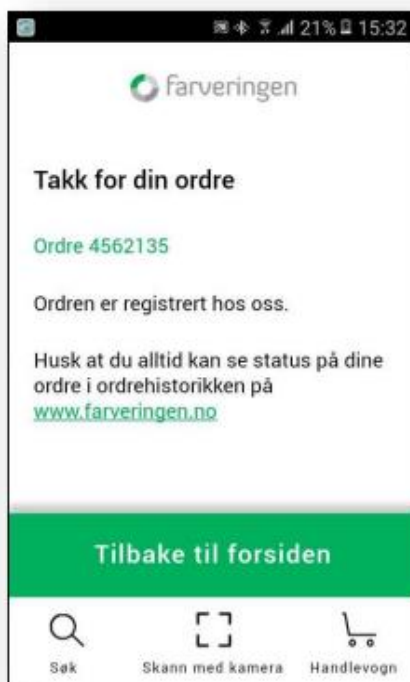 21% 15:32
farveringen
Takk for din ordre
Ordre 4562135
Ordren er registrert hos oss.
Husk at du alltid kan se status på dine
ordre i ordrehistorikken på
www.farveringen.no
Tilbake til forsiden
Søk Skann med kamera Handlevogn